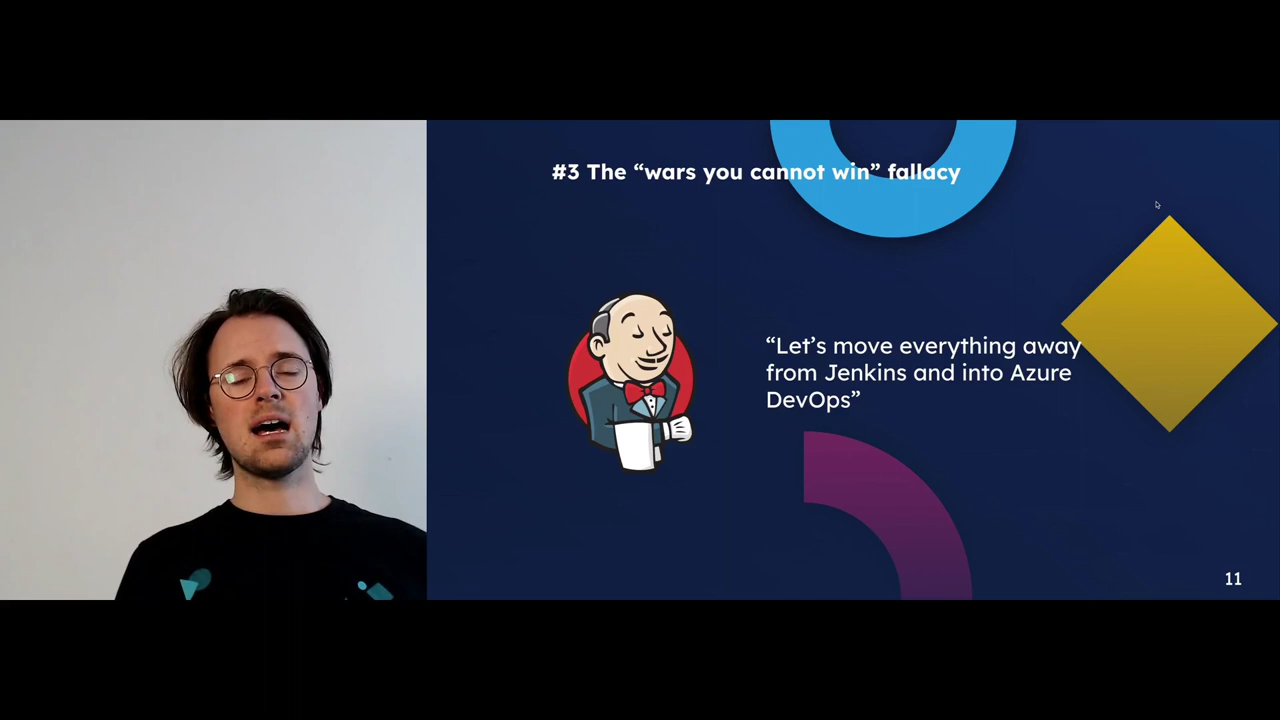 #3 The “wars you cannot win” fallacy
“Let’s move everything away
from Jenkins and into Azure
DevOps”
11